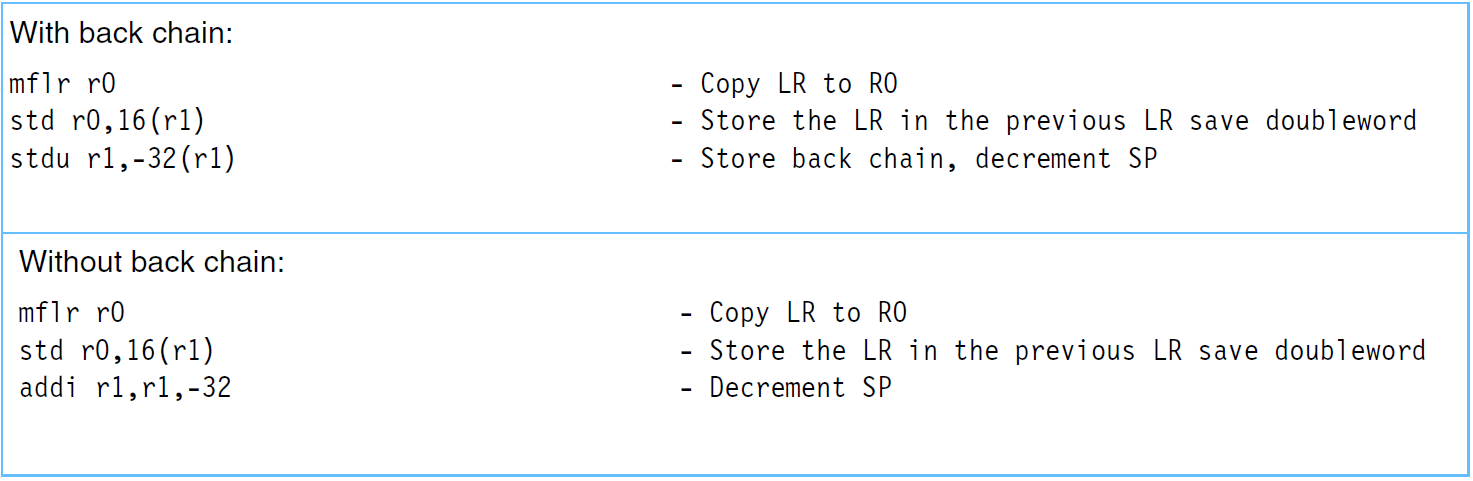 With back chain:
mflr r0 - Copy LR to R0
std r0,16(r1) - Store the LR in the previous LR save doubleword
stdu r1,-32(r1) - Store back chain, decrement SP
Without back chain:
mflr r0 - Copy LR to R0
std r0,16(r1) - Store the LR in the previous LR save doubleword
addi r1,r1,-32 - Decrement SP